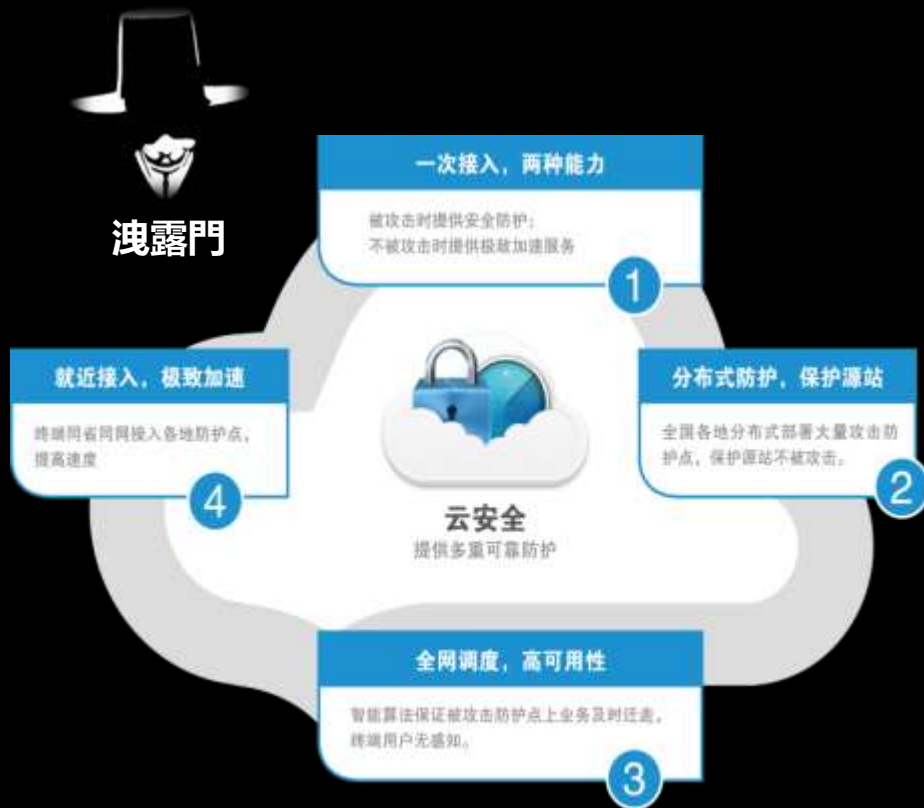 洩露門
一次接入，两种能力
被攻击时提供安全防护；
不被攻击时提供极致加速服务
1
分布式防护，保护源站
全国各地分布式部署大量攻击防
护点，保护源站不被攻击。
2
全网调度，高可用性
智能算法保证被攻击防护点上业务及时迁走，
终端用户无感知。
3
就近接入，极致加速
终端同省同网接入各地防护点，
提高速度
4
云安全
提供多重可靠防护